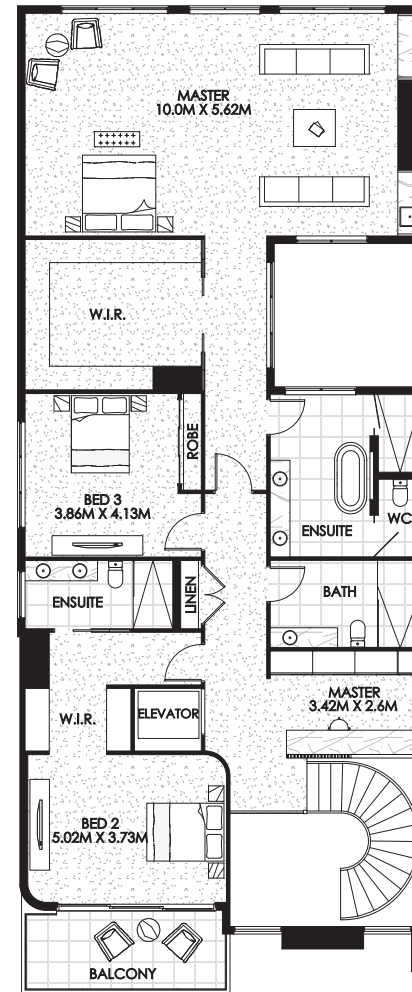 MASTER
10.0M X 5.62M
W.I.R.
ROBE
BED 3
3.86M X 4.13M
ENSUITE
WC
ENSUITE
LINEN
BATH
MASTER
3.42M X 2.6M
W.I.R.
ELEVATOR
BED 2
5.02M X 3.73M
BALCONY